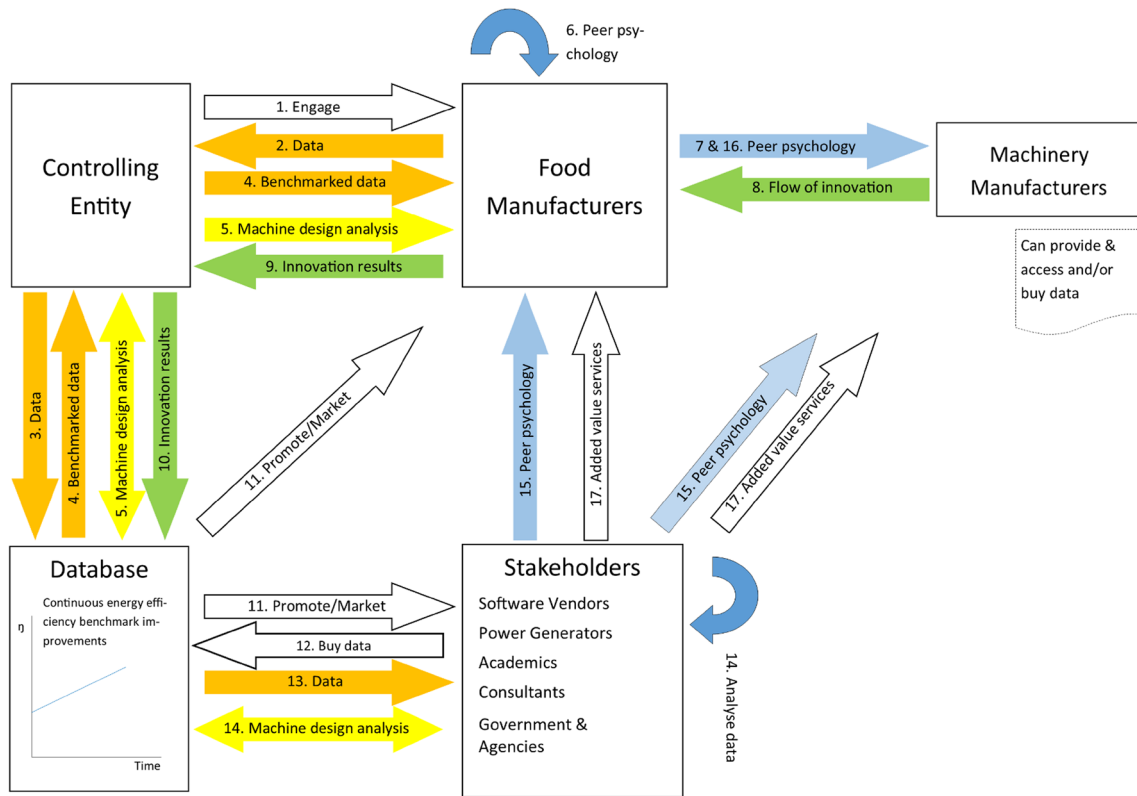 6. Peer psy-
chology
1. Engage
2. Data
4. Benchmarked data
5. Machine design analysis
9. Innovation results
Controlling
Entity
Food
Manufacturers
7 & 16. Peer psychology
8. Flow of innovation
Machinery
Manufacturers
Can provide &
access and/or
buy data
3. Data
4. Benchmarked data
5. Machine design analysis
10. Innovation results
11. Promote/Market
15. Peer psychology
17. Added value services
15. Peer psychology
17. Added value services
Database
Continuous energy effi-
ciency benchmark im-
provements
ŋ
Time
11. Promote/Market
12. Buy data
13. Data
14. Machine design analysis
Stakeholders
Software Vendors
Power Generators
Academics
Consultants
Government &
Agencies
14. Analyse data